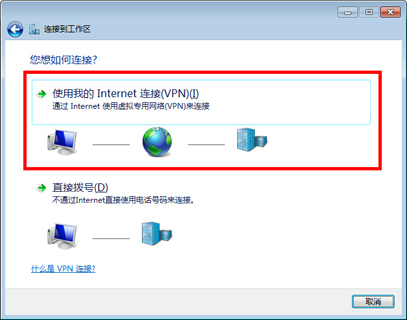 连接到工作区
您想如何连接?
使用我的 Internet 连接(VPN)(I)
通过 Internet 使用虚拟专用网络(VPN)来连接
直接拨号(D)
不通过Internet直接使用电话号码来连接。
什么是 VPN 连接?
取消